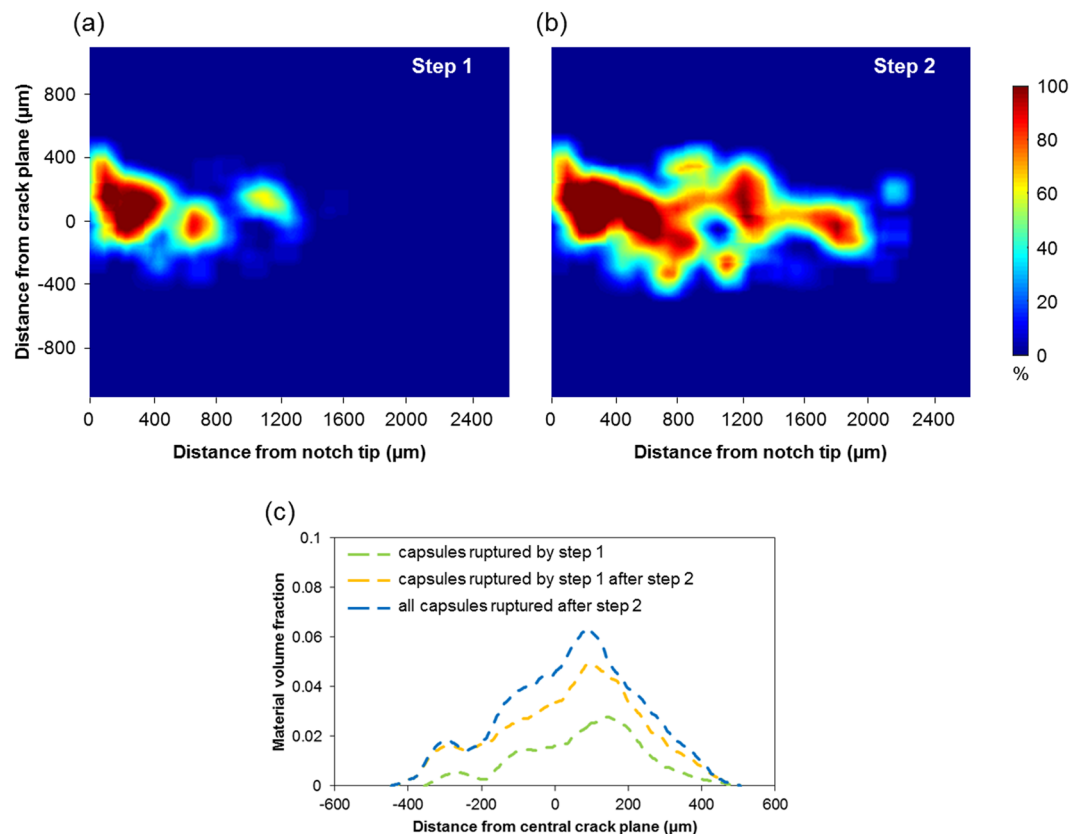 (a)
(b)
Step 1
Step 2
Distance from crack plane (µm)
800
400
0
-400
-800
0 400 800 1200 1600 2000 2400
Distance from notch tip (µm)
0 400 800 1200 1600 2000 2400
Distance from notch tip (µm)
100
80
60
40
20
0
%
(c)
Material volume fraction
0.1
0.08
0.06
0.04
0.02
0
capsules ruptured by step 1
capsules ruptured by step 1 after step 2
all capsules ruptured after step 2
-600 -400 -200 0 200 400 600
Distance from central crack plane (µm)